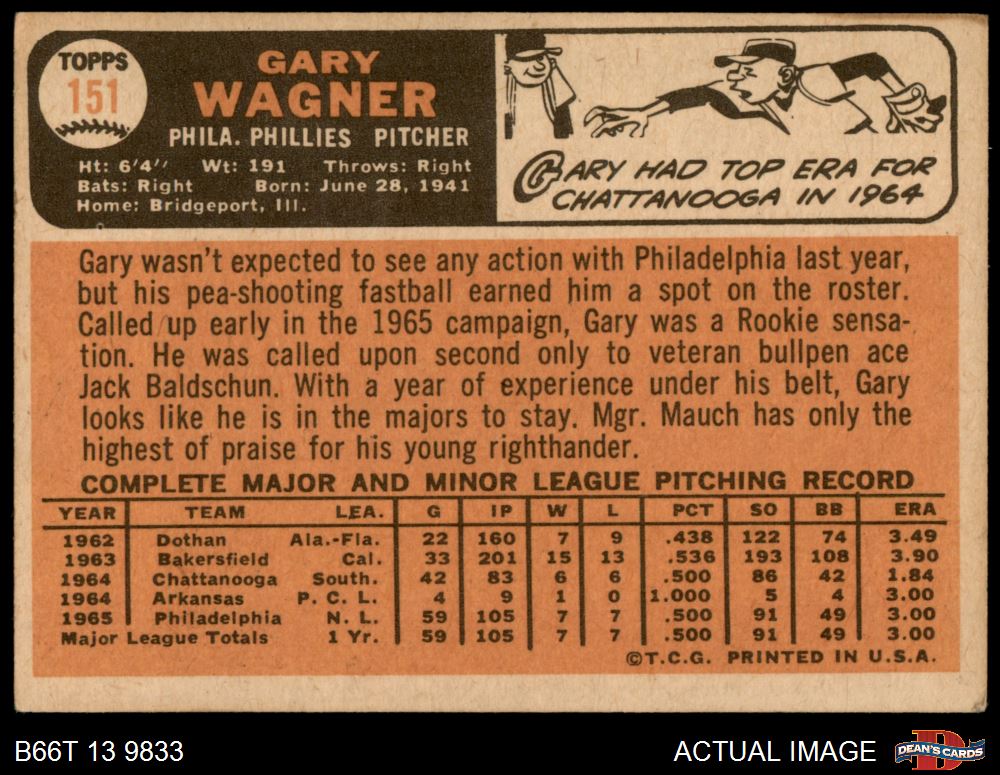 TOPPS
151
GARY
WAGNER
PHILA. PHILLIES PITCHER
Ht: 6'4'' Wt: 191 Throws: Right
Bats: Right Born: June 28, 1941
Home: Bridgeport, Ill.
GARY HAD TOP ERA FOR
CHATTANOOGA IN 1964
Gary wasn't expected to see any action with Philadelphia last year,
but his pea-shooting fastball earned him a spot on the roster.
Called up early in the 1965 campaign, Gary was a Rookie sensa-
tion. He was called upon second only to veteran bullpen ace
Jack Baldschun. With a year of experience under his belt, Gary
looks like he is in the majors to stay. Mgr. Mauch has only the
highest of praise for his young righthander.
COMPLETE MAJOR AND MINOR LEAGUE PITCHING RECORD
YEAR TEAM LEA. G IP W L PCT SO BB ERA
1962 Dothan Ala.-Fla. 22 160 7 9 .438 122 74 3.49
1963 Bakersfield Cal. 33 201 15 13 .536 193 108 3.90
1964 Chattanooga South. 42 83 6 6 .500 86 42 1.84
1964 Arkansas P. C. L. 4 9 1 0 1.000 5 4 3.00
1965 Philadelphia N. L. 59 105 7 7 .500 91 49 3.00
Major League Totals 1 Yr. 59 105 7 7 .500 91 49 3.00
©T.C.G. PRINTED IN U.S.A.
B66T 13 9833
ACTUAL IMAGE
DEAN'S CARDS